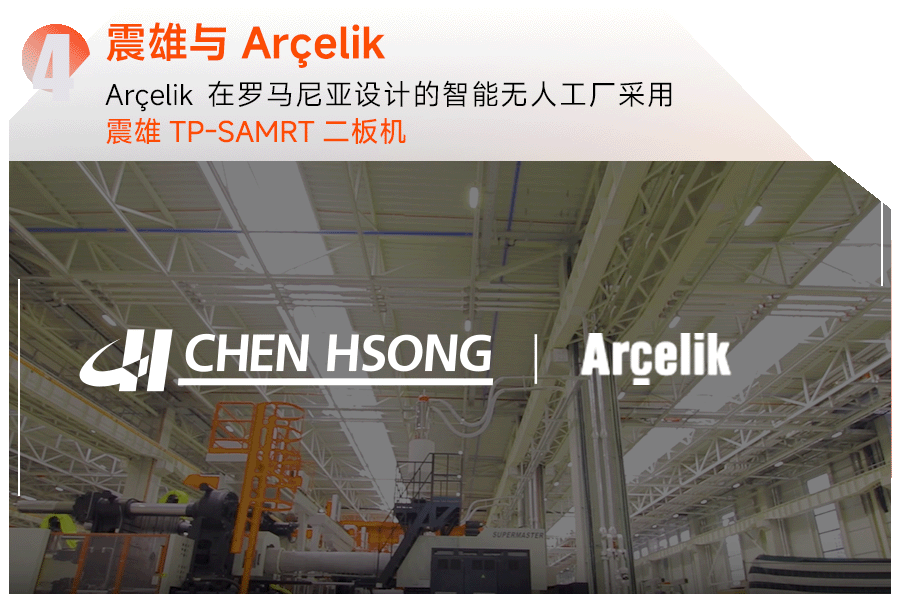 4
震雄与 Arçelik
Arçelik 在罗马尼亚设计的智能无人工厂采用
震雄 TP-SAMRT 二板机
CHEN HSONG | Arçelik
SUPERMASTER